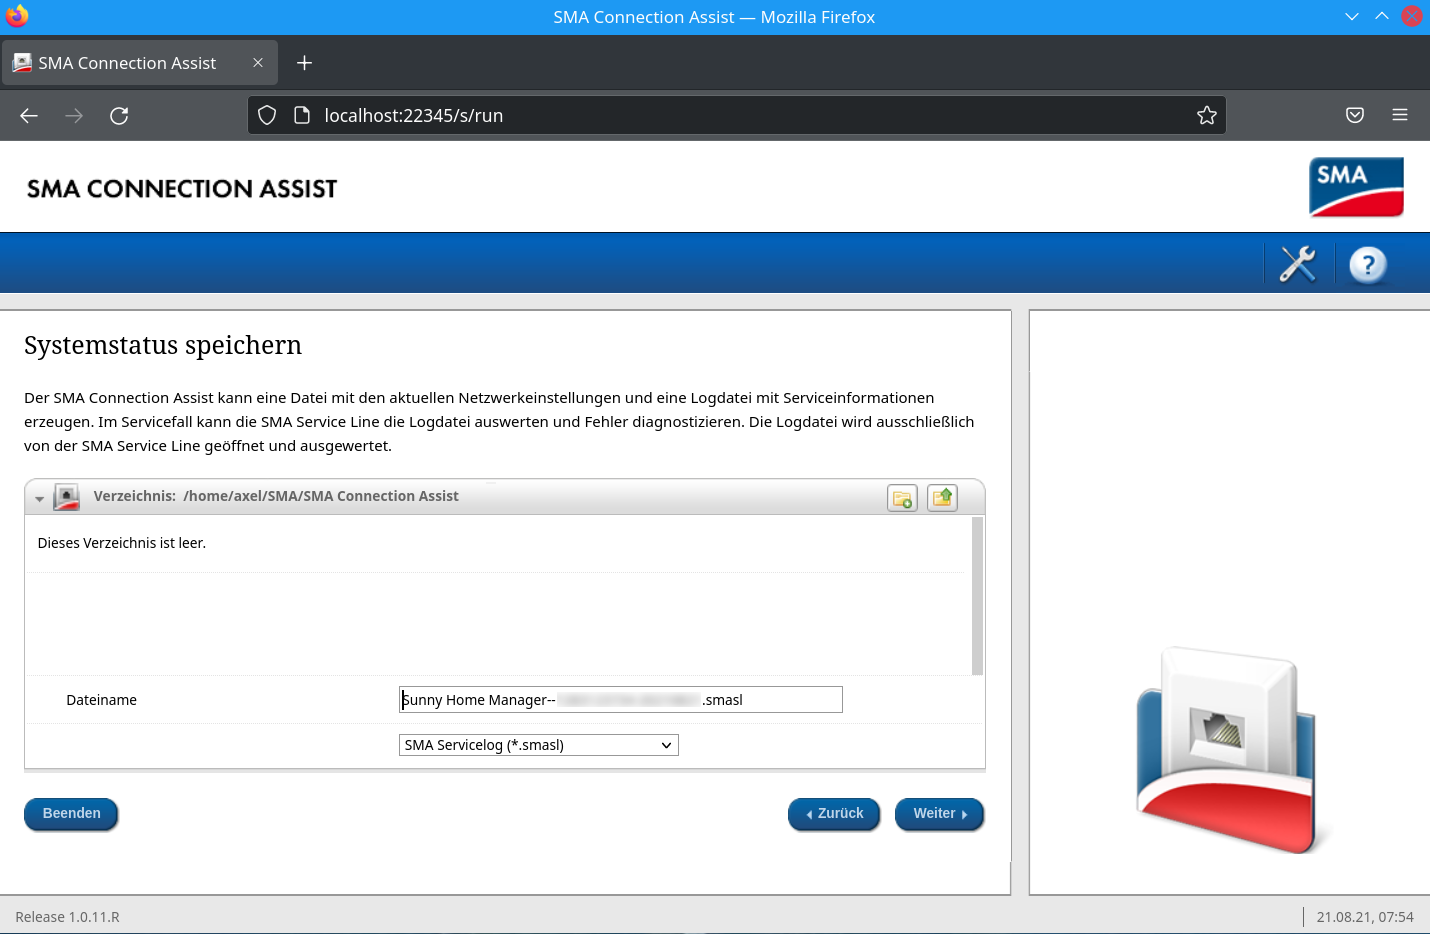 SMA Connection Assist — Mozilla Firefox
SMA Connection Assist
localhost:22345/s/run
SMA CONNECTION ASSIST
SMA
?
Systemstatus speichern
Der SMA Connection Assist kann eine Datei mit den aktuellen Netzwerkeinstellungen und eine Logdatei mit Serviceinformationen
erzeugen. Im Servicefall kann die SMA Service Line die Logdatei auswerten und Fehler diagnostizieren. Die Logdatei wird ausschließlich
von der SMA Service Line geöffnet und ausgewertet.
Verzeichnis: /home/axel/SMA/SMA Connection Assist
Dieses Verzeichnis ist leer.
Dateiname
Sunny Home Manager-- .smasl
SMA Servicelog (*.smasl)
Beenden
Zurück
Weiter
Release 1.0.11.R
21.08.21, 07:54